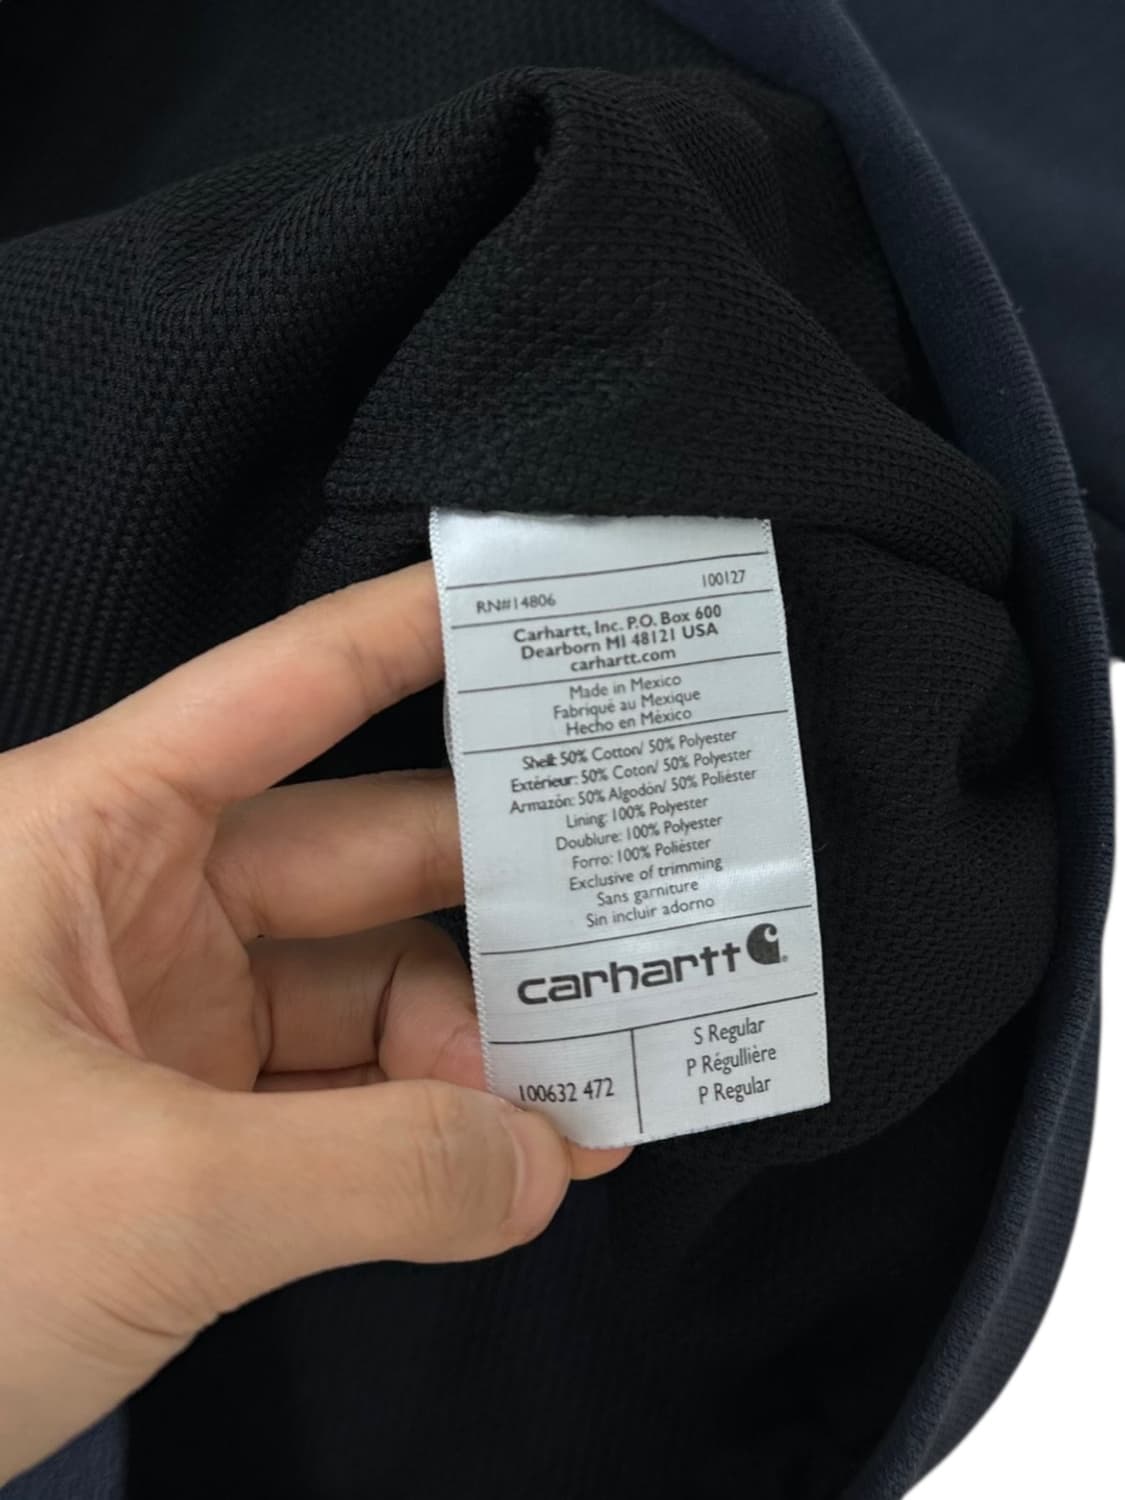 100127
RN#14806
Carhartt, Inc. P.O. Box 600
Dearborn MI 48121 USA
carhartt.com
Made in Mexico
Fabriqué au Mexique
Hecho en México
Shell: 50% Cotton/ 50% Polyester
Extérieur: 50% Coton/ 50% Polyester
Armazón: 50% Algodón/ 50% Poliéster
Lining: 100% Polyester
Doublure: 100% Polyester
Forro: 100% Poliéster
Exclusive of trimming
Sans garniture
Sin incluir adorno
carhartt
100632 472
S Regular
P Régullière
P Regular